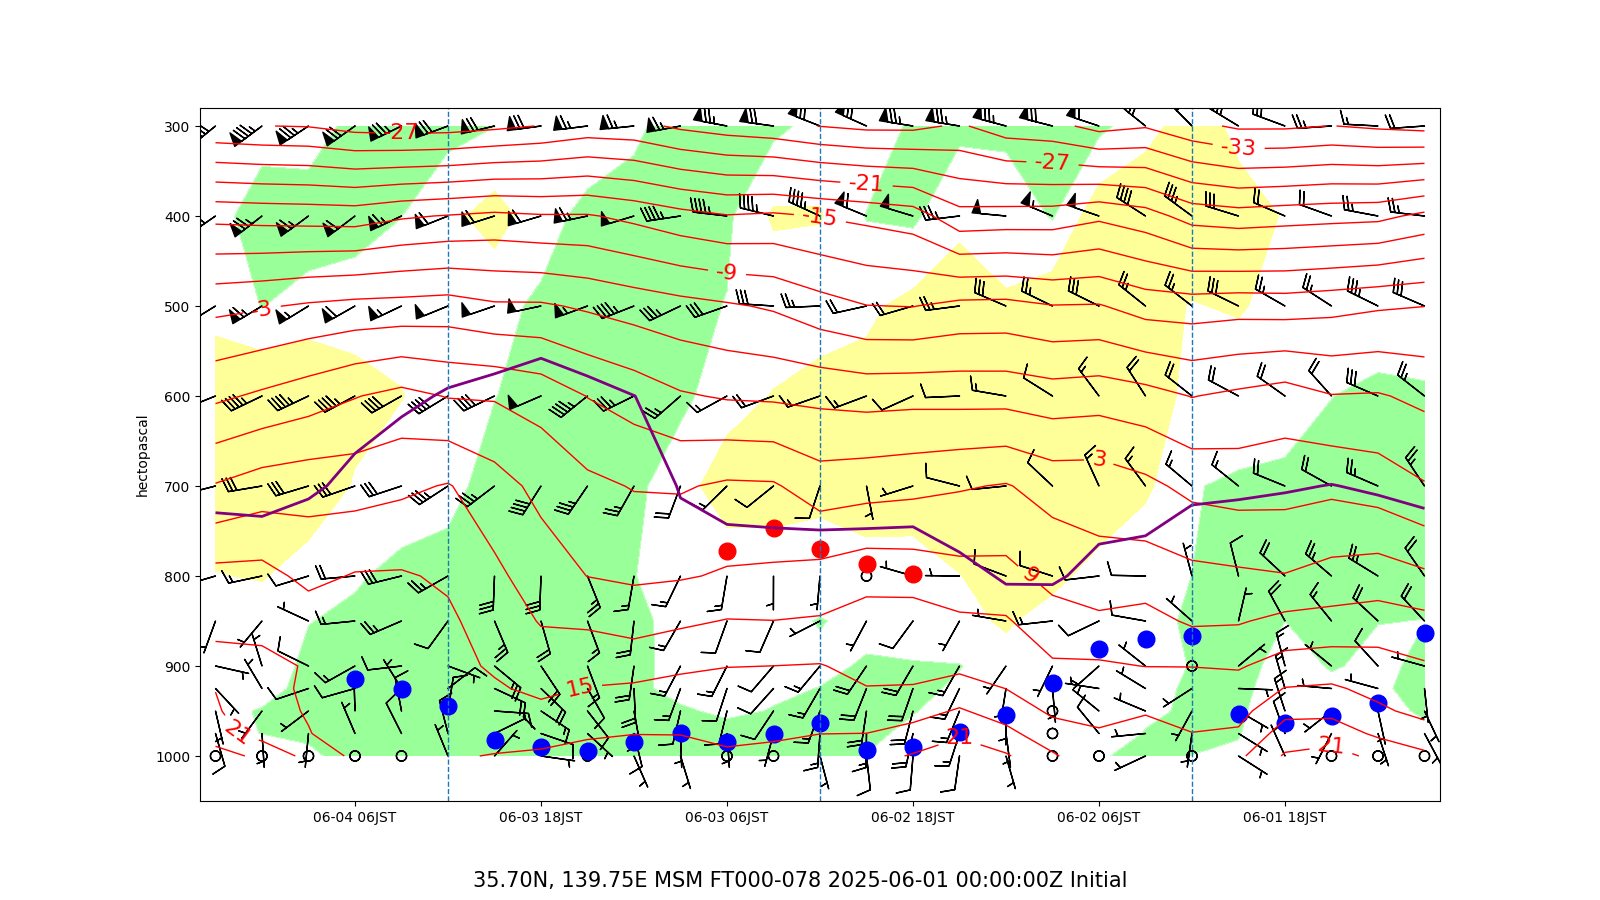 300
400
500
600
700
800
900
1000
hectopascal
-27
-27
-33
-21
-15
-9
-3
3
9
15
21
21
21
06-04 06JST
06-03 18JST
06-03 06JST
06-02 18JST
06-02 06JST
06-01 18JST
35.70N, 139.75E MSM FT000-078 2025-06-01 00:00:00Z Initial